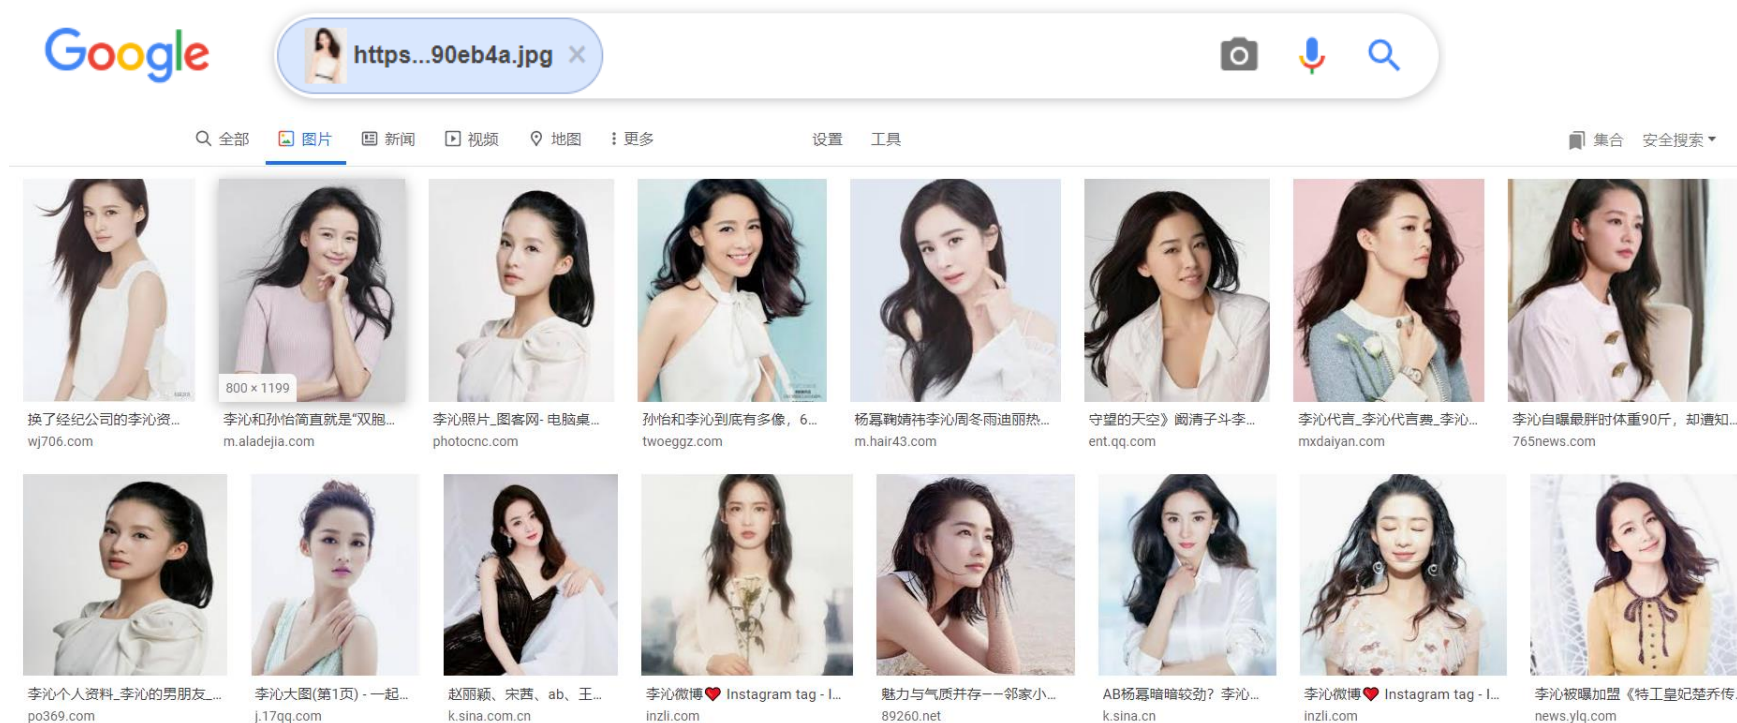 Google
https...90eb4a.jpg
全部 图片 新闻 视频 地图 更多 设置 工具 集合 安全搜索
800 × 1199
换了经纪公司的李沁资...
wj706.com
李沁和孙怡简直就是“双胞...
m.aladejia.com
李沁照片_图客网- 电脑桌...
photocnc.com
孙怡和李沁到底有多像，6...
twoeggz.com
杨幂鞠婧祎李沁周冬雨迪丽热...
m.hair43.com
守望的天空》阚清子斗李...
ent.qq.com
李沁代言_李沁代言费_李沁...
mxdaiyan.com
李沁自曝最胖时体重90斤，却遭知...
765news.com
李沁个人资料_李沁的男朋友_...
po369.com
李沁大图(第1页) - 一起...
j.17qq.com
赵丽颖、宋茜、ab、王...
k.sina.com.cn
李沁微博❤ Instagram tag - I...
inzli.com
魅力与气质并存——邻家小...
89260.net
AB杨幂暗暗较劲？李沁...
k.sina.cn
李沁微博❤ Instagram tag - I...
inzli.com
李沁被曝加盟《特工皇妃楚乔传
news.ylq.com